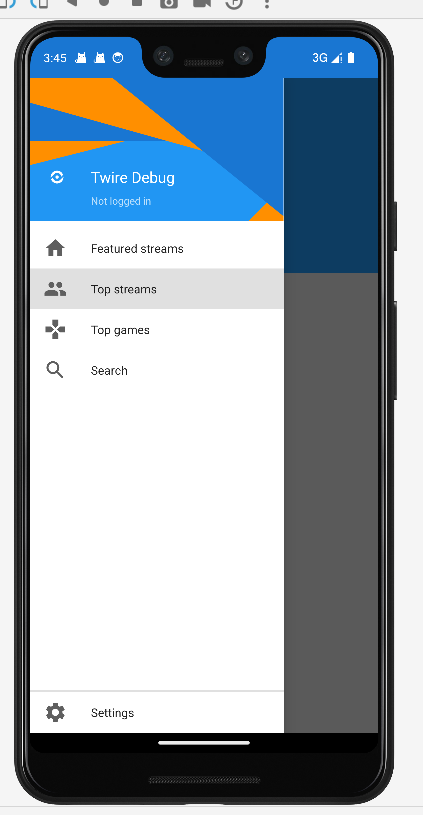 3:45
3G
Twire Debug
Not logged in
Featured streams
Top streams
Top games
Search
Settings